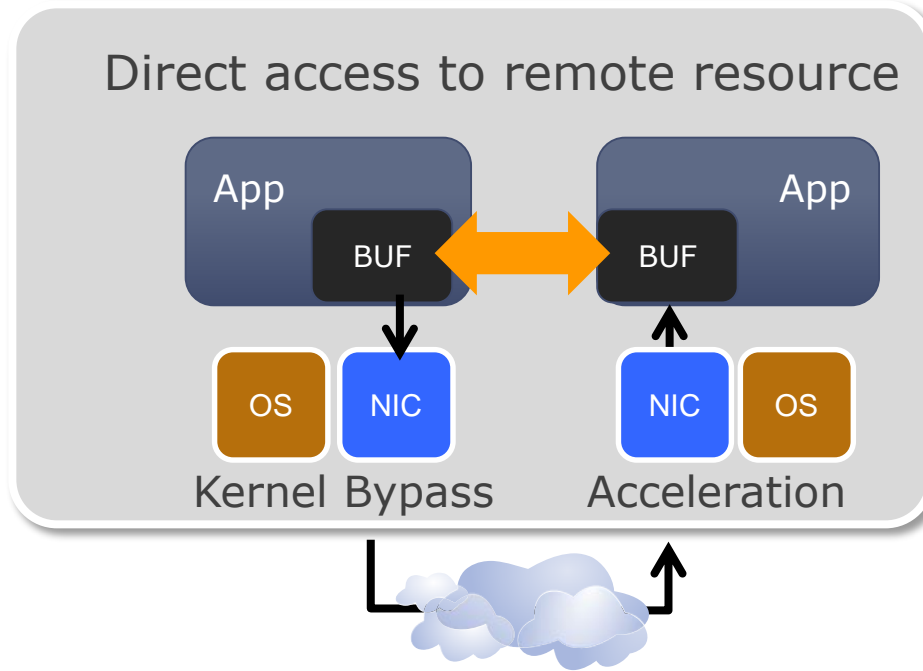 Direct access to remote resource
App
App
BUF
BUF
OS
NIC
NIC
OS
Kernel Bypass
Acceleration